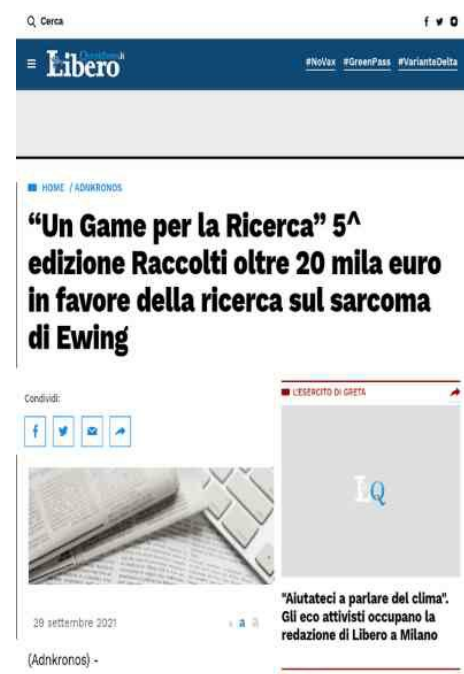 Cerca
Libero
Quotidiano.it
#NoVax #GreenPass #VarianteDelta
HOME / ADNKRONOS
“Un Game per la Ricerca” 5^
edizione Raccolti oltre 20 mila euro
in favore della ricerca sul sarcoma
di Ewing
Condividi:
L'ESERCITO DI GRETA
LQ
"Aiutateci a parlare del clima".
Gli eco attivisti occupano la
redazione di Libero a Milano
29 settembre 2021
a a a
(Adnkronos) -